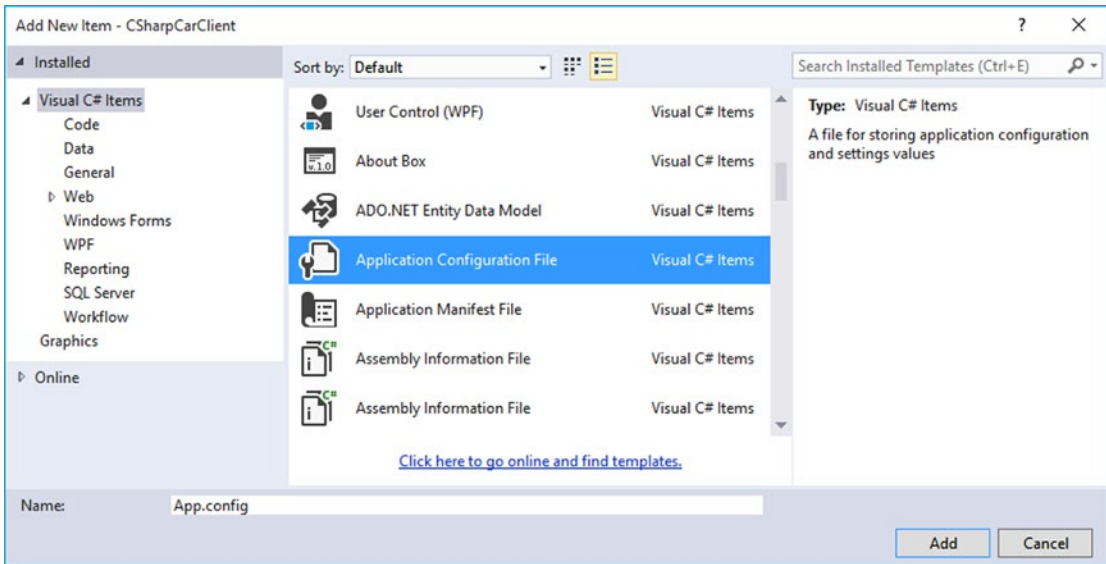 Add New Item - CSharpCarClient
? 
Installed
Visual C# Items
Code
Data
General
Web
Windows Forms
WPF
Reporting
SQL Server
Workflow
Graphics
Online
Sort by: Default
User Control (WPF) Visual C# Items
About Box Visual C# Items
v.1.0
ADO.NET Entity Data Model Visual C# Items
Application Configuration File Visual C# Items
Application Manifest File Visual C# Items
C#
Assembly Information File Visual C# Items
C#
Assembly Information File Visual C# Items
Click here to go online and find templates.
Search Installed Templates (Ctrl+E)
Type: Visual C# Items
A file for storing application configuration
and settings values
Name: App.config
Add Cancel